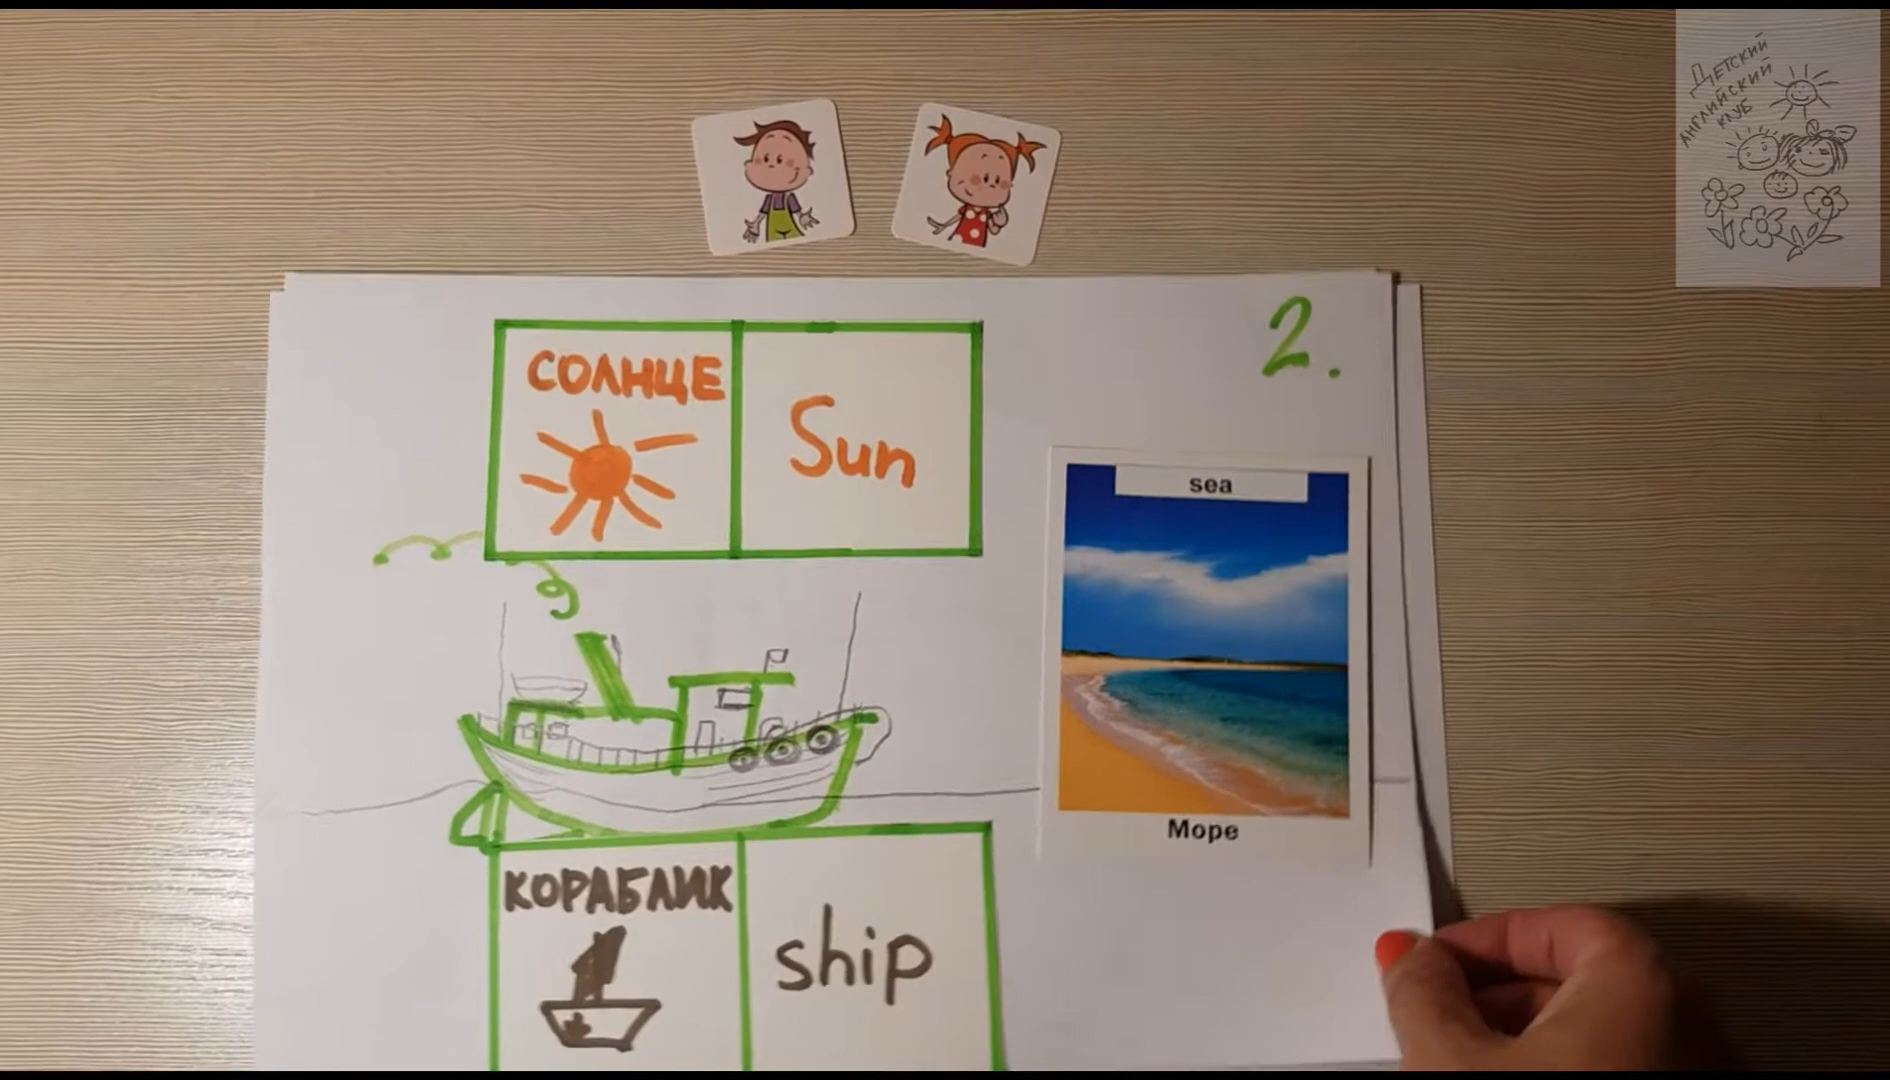 ДЕТСКИЙ
АНГЛИЙСКИЙ
КЛУБ
2.
СОЛНЦЕ
Sun
sea
Море
КОРАБЛИК
ship